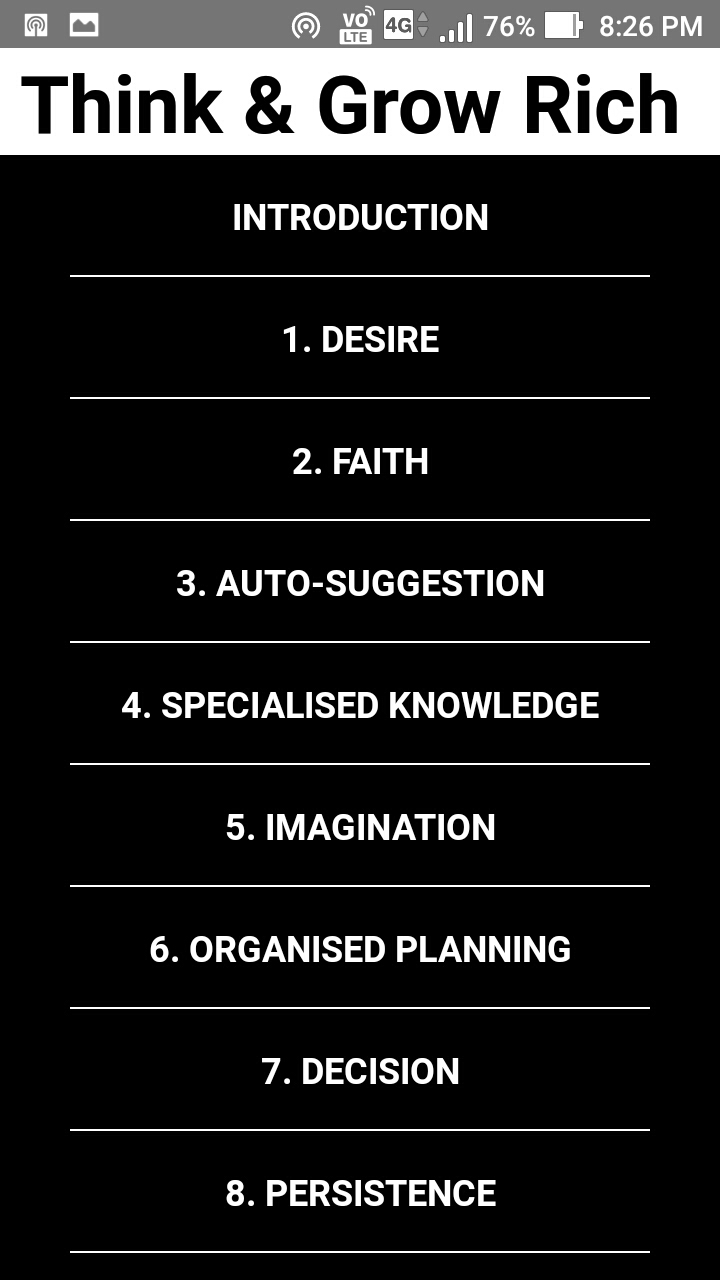 VO LTE 4G 76% 8:26 PM
Think & Grow Rich
INTRODUCTION
1. DESIRE
2. FAITH
3. AUTO-SUGGESTION
4. SPECIALISED KNOWLEDGE
5. IMAGINATION
6. ORGANISED PLANNING
7. DECISION
8. PERSISTENCE